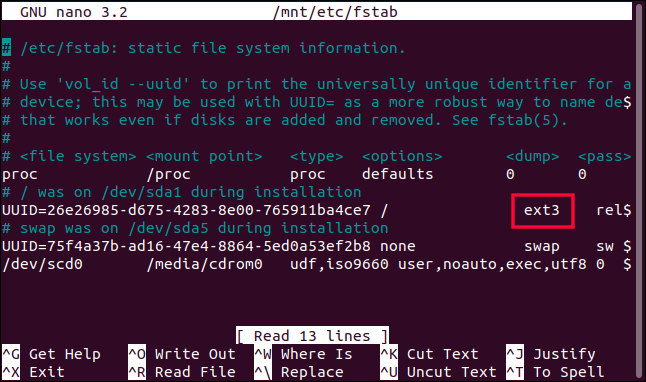 GNU nano 3.2 /mnt/etc/fstab
# /etc/fstab: static file system information.
#
# Use 'vol_id --uuid' to print the universally unique identifier for a
# device; this may be used with UUID= as a more robust way to name de$
# that works even if disks are added and removed. See fstab(5).
#
# <file system> <mount point> <type> <options> <dump> <pass>
proc /proc proc defaults 0 0
# / was on /dev/sda1 during installation
UUID=26e26985-d675-4283-8e00-765911ba4ce7 / ext3 rel$
# swap was on /dev/sda5 during installation
UUID=75f4a37b-ad16-47e4-8864-5ed0a53ef2b8 none swap sw $
/dev/scd0 /media/cdrom0 udf,iso9660 user,noauto,exec,utf8 0 $
[ Read 13 lines ]
^G Get Help ^O Write Out ^W Where Is ^K Cut Text ^J Justify
^X Exit ^R Read File ^\ Replace ^U Uncut Text ^T To Spell